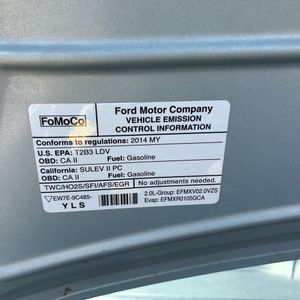 FoMoCo
Ford Motor Company
VEHICLE EMISSION
CONTROL INFORMATION
Conforms to regulations: 2014 MY
U.S. EPA: T2B3 LDV
OBD: CA II Fuel: Gasoline
California: SULEV II PC
OBD: CA II Fuel: Gasoline
TWC/HO2S/SFI/AFS/EGR No adjustments needed.
EW7E-9C485-
YLS
2.0L-Group: EFMXV02.0VZS
Evap: EFMXR0105GCA